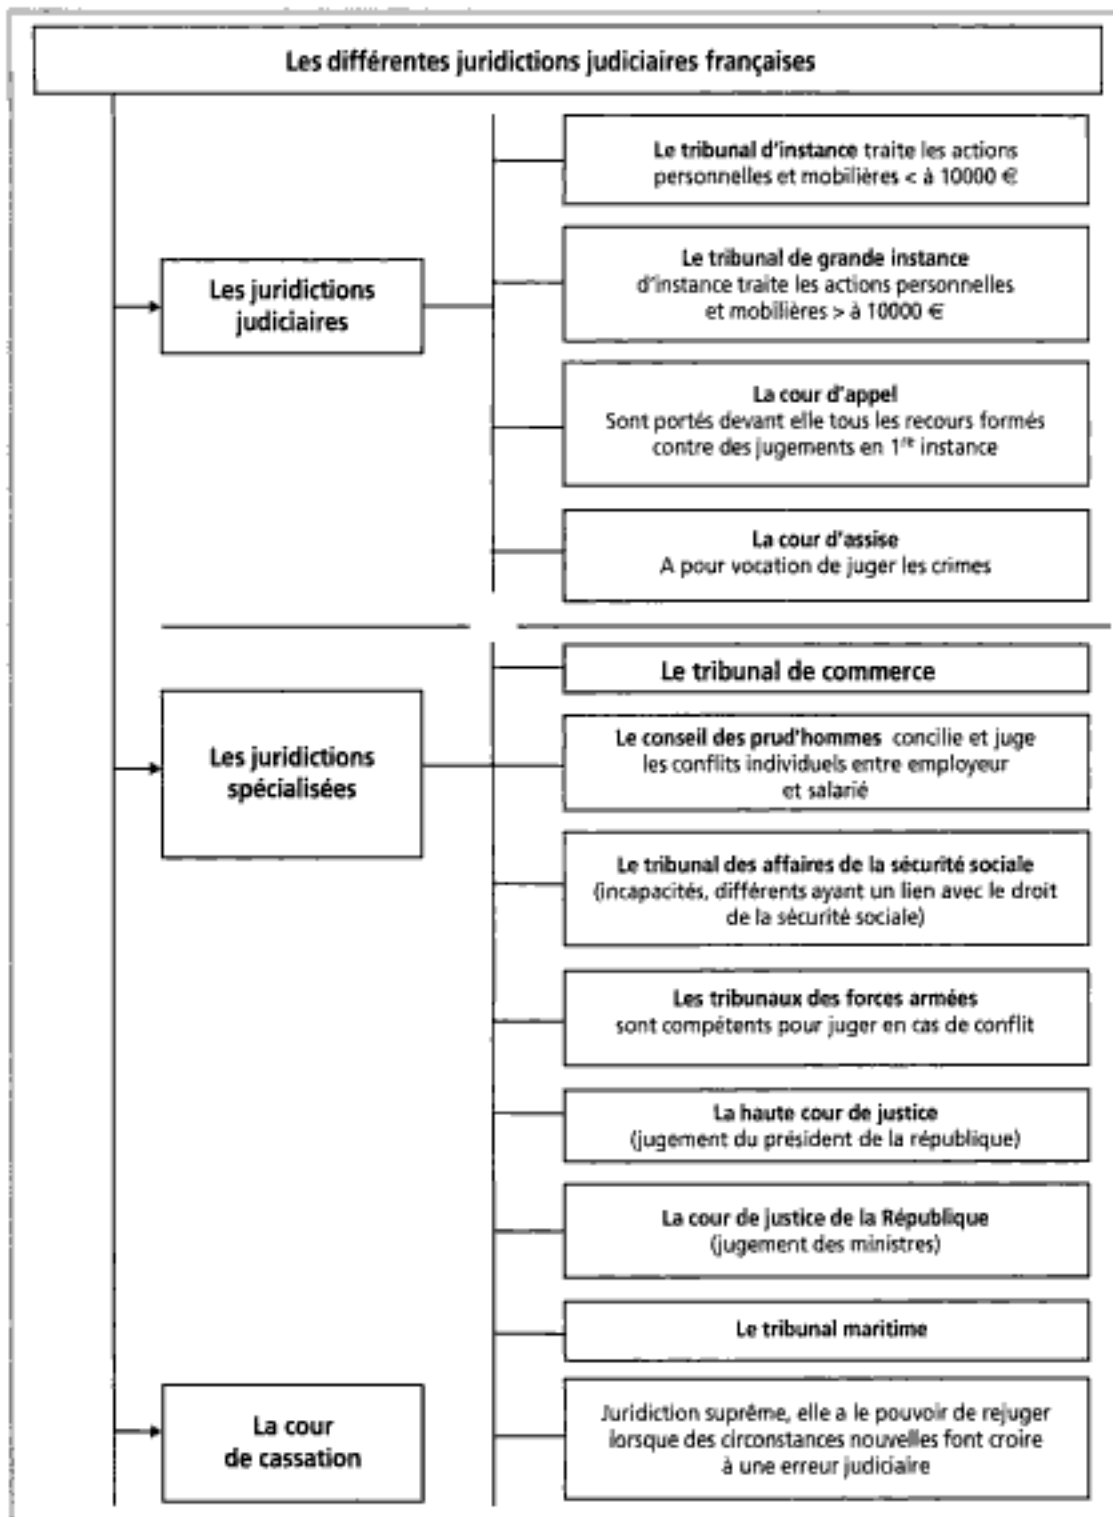 Les différentes juridictions judiciaires françaises
Les juridictions
judiciaires
Le tribunal d'instance traite les actions
personnelles et mobilières < à 10000 €
Le tribunal de grande instance
d'instance traite les actions personnelles
et mobilières > à 10000 €
La cour d'appel
Sont portés devant elle tous les recours formés
contre des jugements en 1re instance
La cour d'assise
A pour vocation de juger les crimes
Les juridictions
spécialisées
Le tribunal de commerce
Le conseil des prud'hommes concilie et juge
les conflits individuels entre employeur
et salarié
Le tribunal des affaires de la sécurité sociale
(incapacités, différents ayant un lien avec le droit
de la sécurité sociale)
Les tribunaux des forces armées
sont compétents pour juger en cas de conflit
La haute cour de justice
(jugement du président de la république)
La cour de justice de la République
(jugement des ministres)
Le tribunal maritime
La cour
de cassation
Juridiction suprême, elle a le pouvoir de rejuger
lorsque des circonstances nouvelles font croire
à une erreur judiciaire